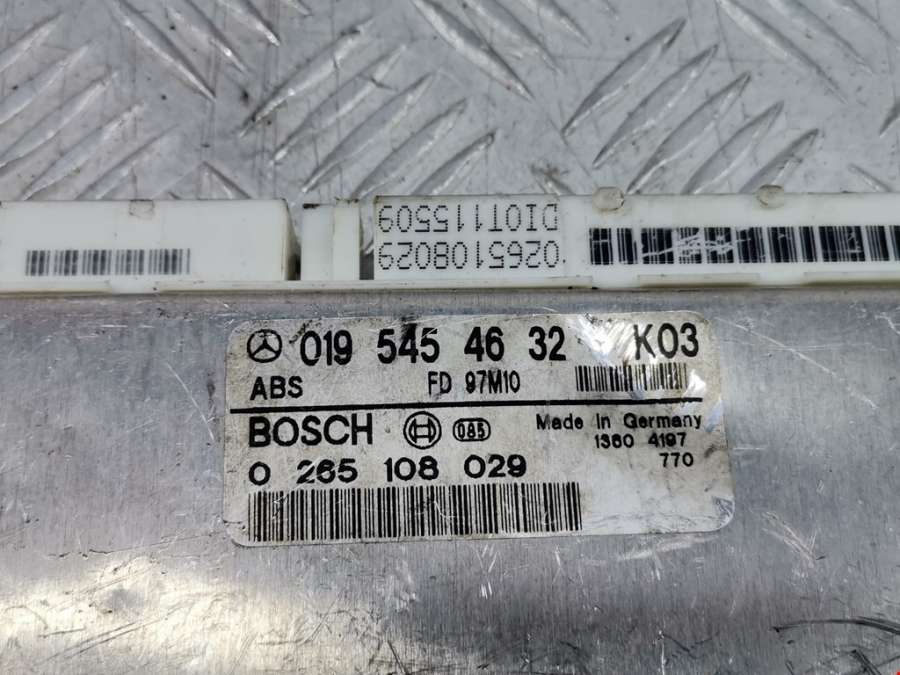 DIOT115509
0265108029
019 545 46 32 K03
ABS FD 97M10
BOSCH 085 Made in Germany
1360 4197
0 265 108 029 770